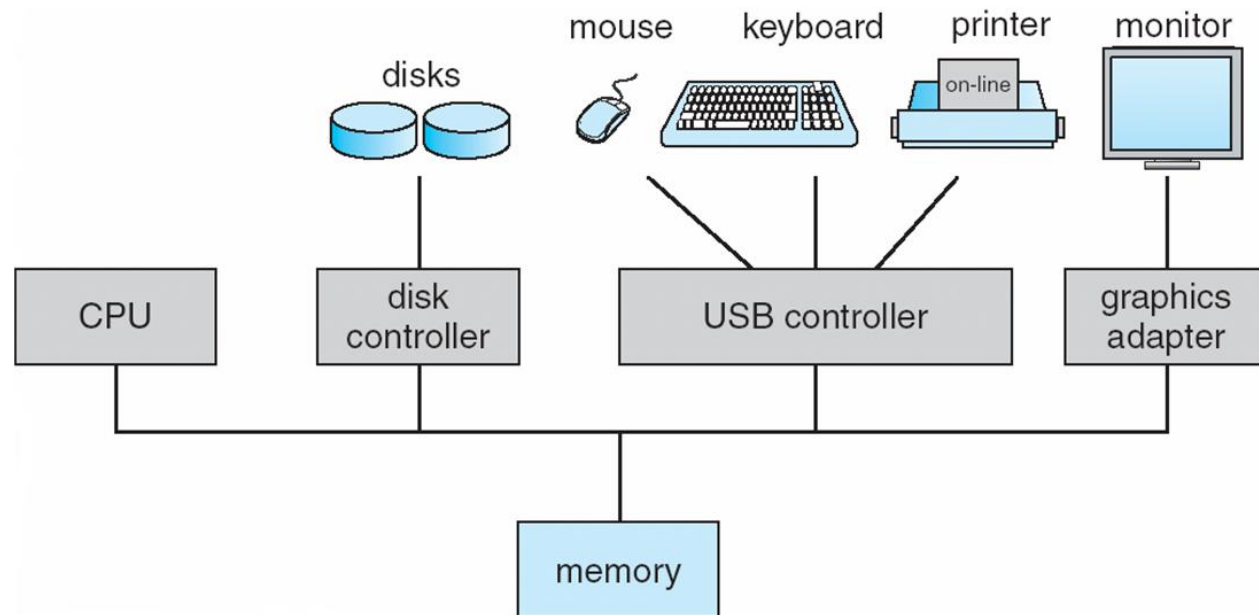 mouse
keyboard
printer
monitor
disks
on-line
CPU
disk
controller
USB controller
graphics
adapter
memory